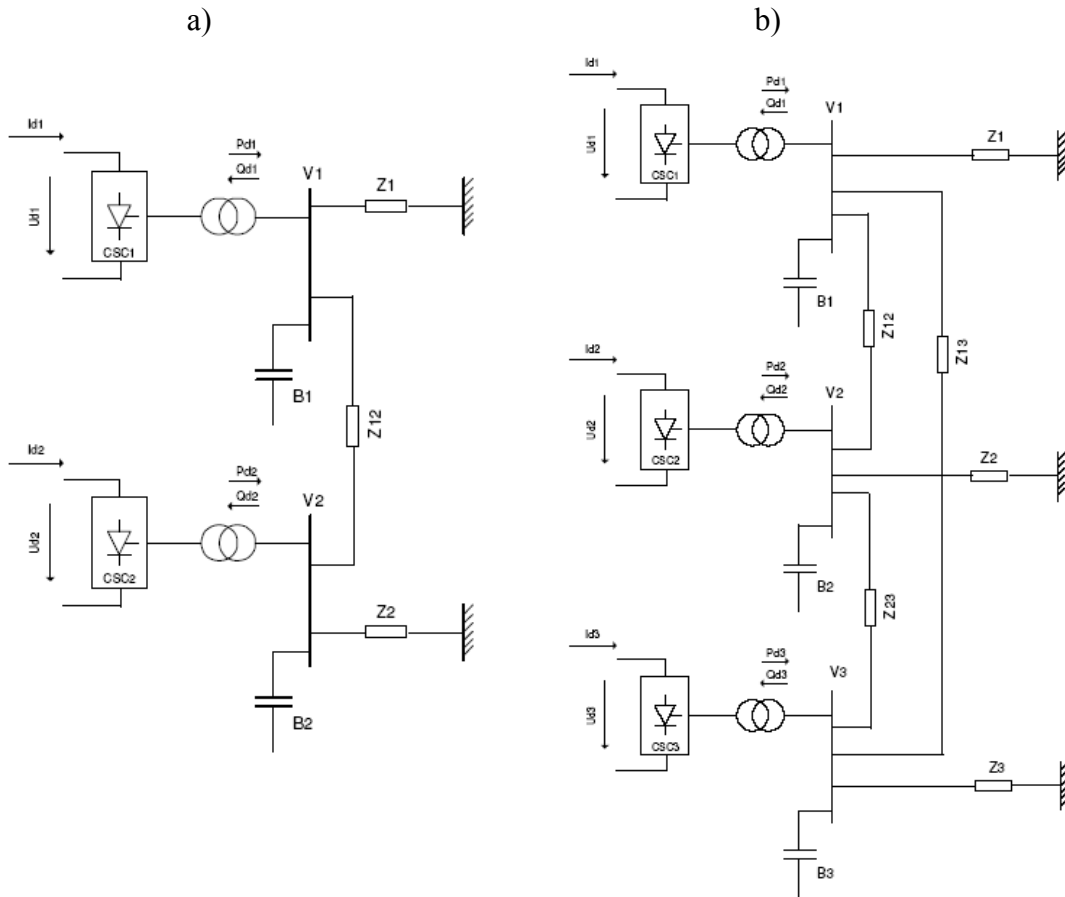 a)
Id1
Pd1
Qd1
V1
Z1
Ud1
CSC1
B1
Z12
Id2
Pd2
Qd2
V2
Ud2
CSC2
Z2
B2
b)
Id1
Pd1
Qd1
V1
Z1
Ud1
CSC1
B1
Z12
Z13
Id2
Pd2
Qd2
V2
Ud2
CSC2
Z2
B2
Z23
Id3
Pd3
Qd3
V3
Ud3
CSC3
Z3
B3